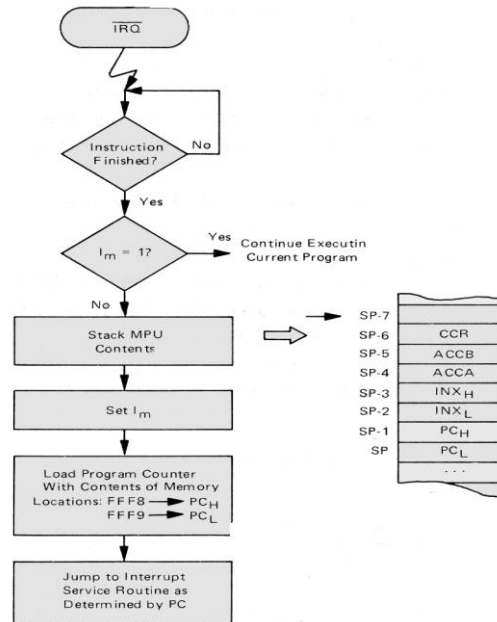 IRQ
Instruction
Finished?
No
Yes
I_m = 1?
Yes
Continue Executin
Current Program
No
Stack MPU
Contents
Set I_m
Load Program Counter
With Contents of Memory
Locations: FFF8 → PC_H
FFF9 → PC_L
Jump to Interrupt
Service Routine as
Determined by PC
SP-7
SP-6 CCR
SP-5 ACCB
SP-4 ACCA
SP-3 INX_H
SP-2 INX_L
SP-1 PC_H
SP PC_L
...